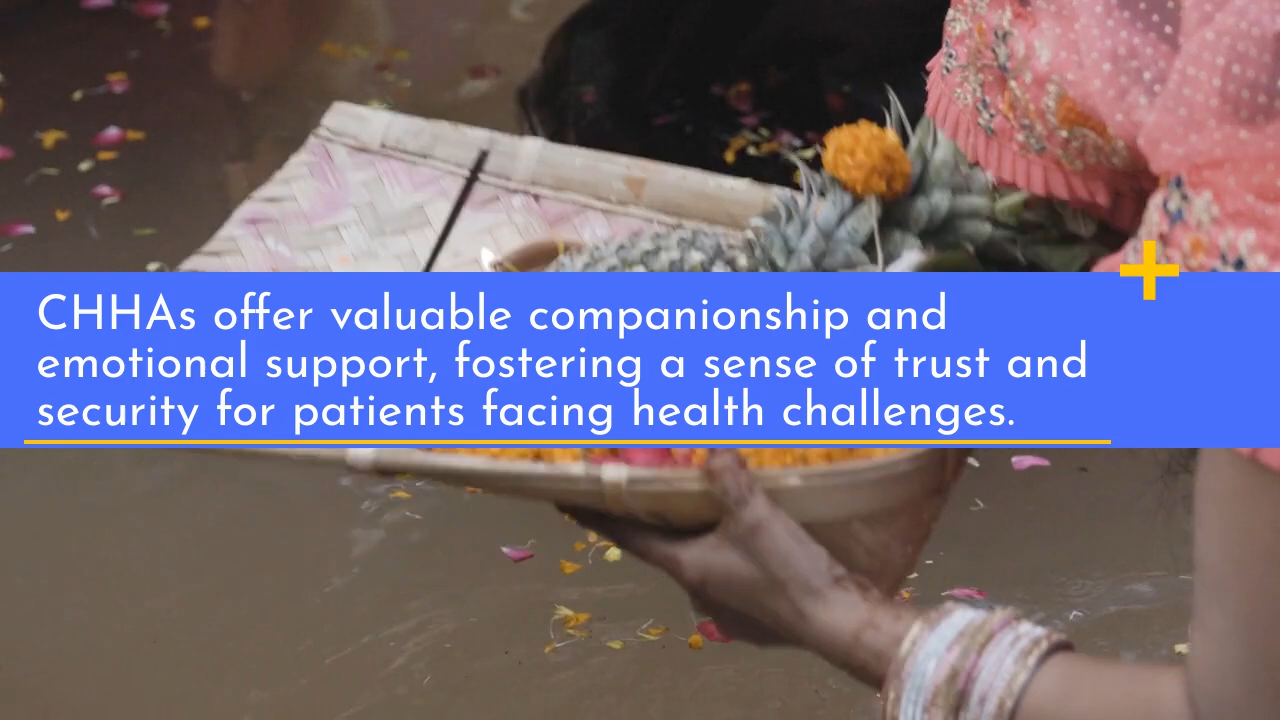 CHHAs offer valuable companionship and
emotional support, fostering a sense of trust and
security for patients facing health challenges.